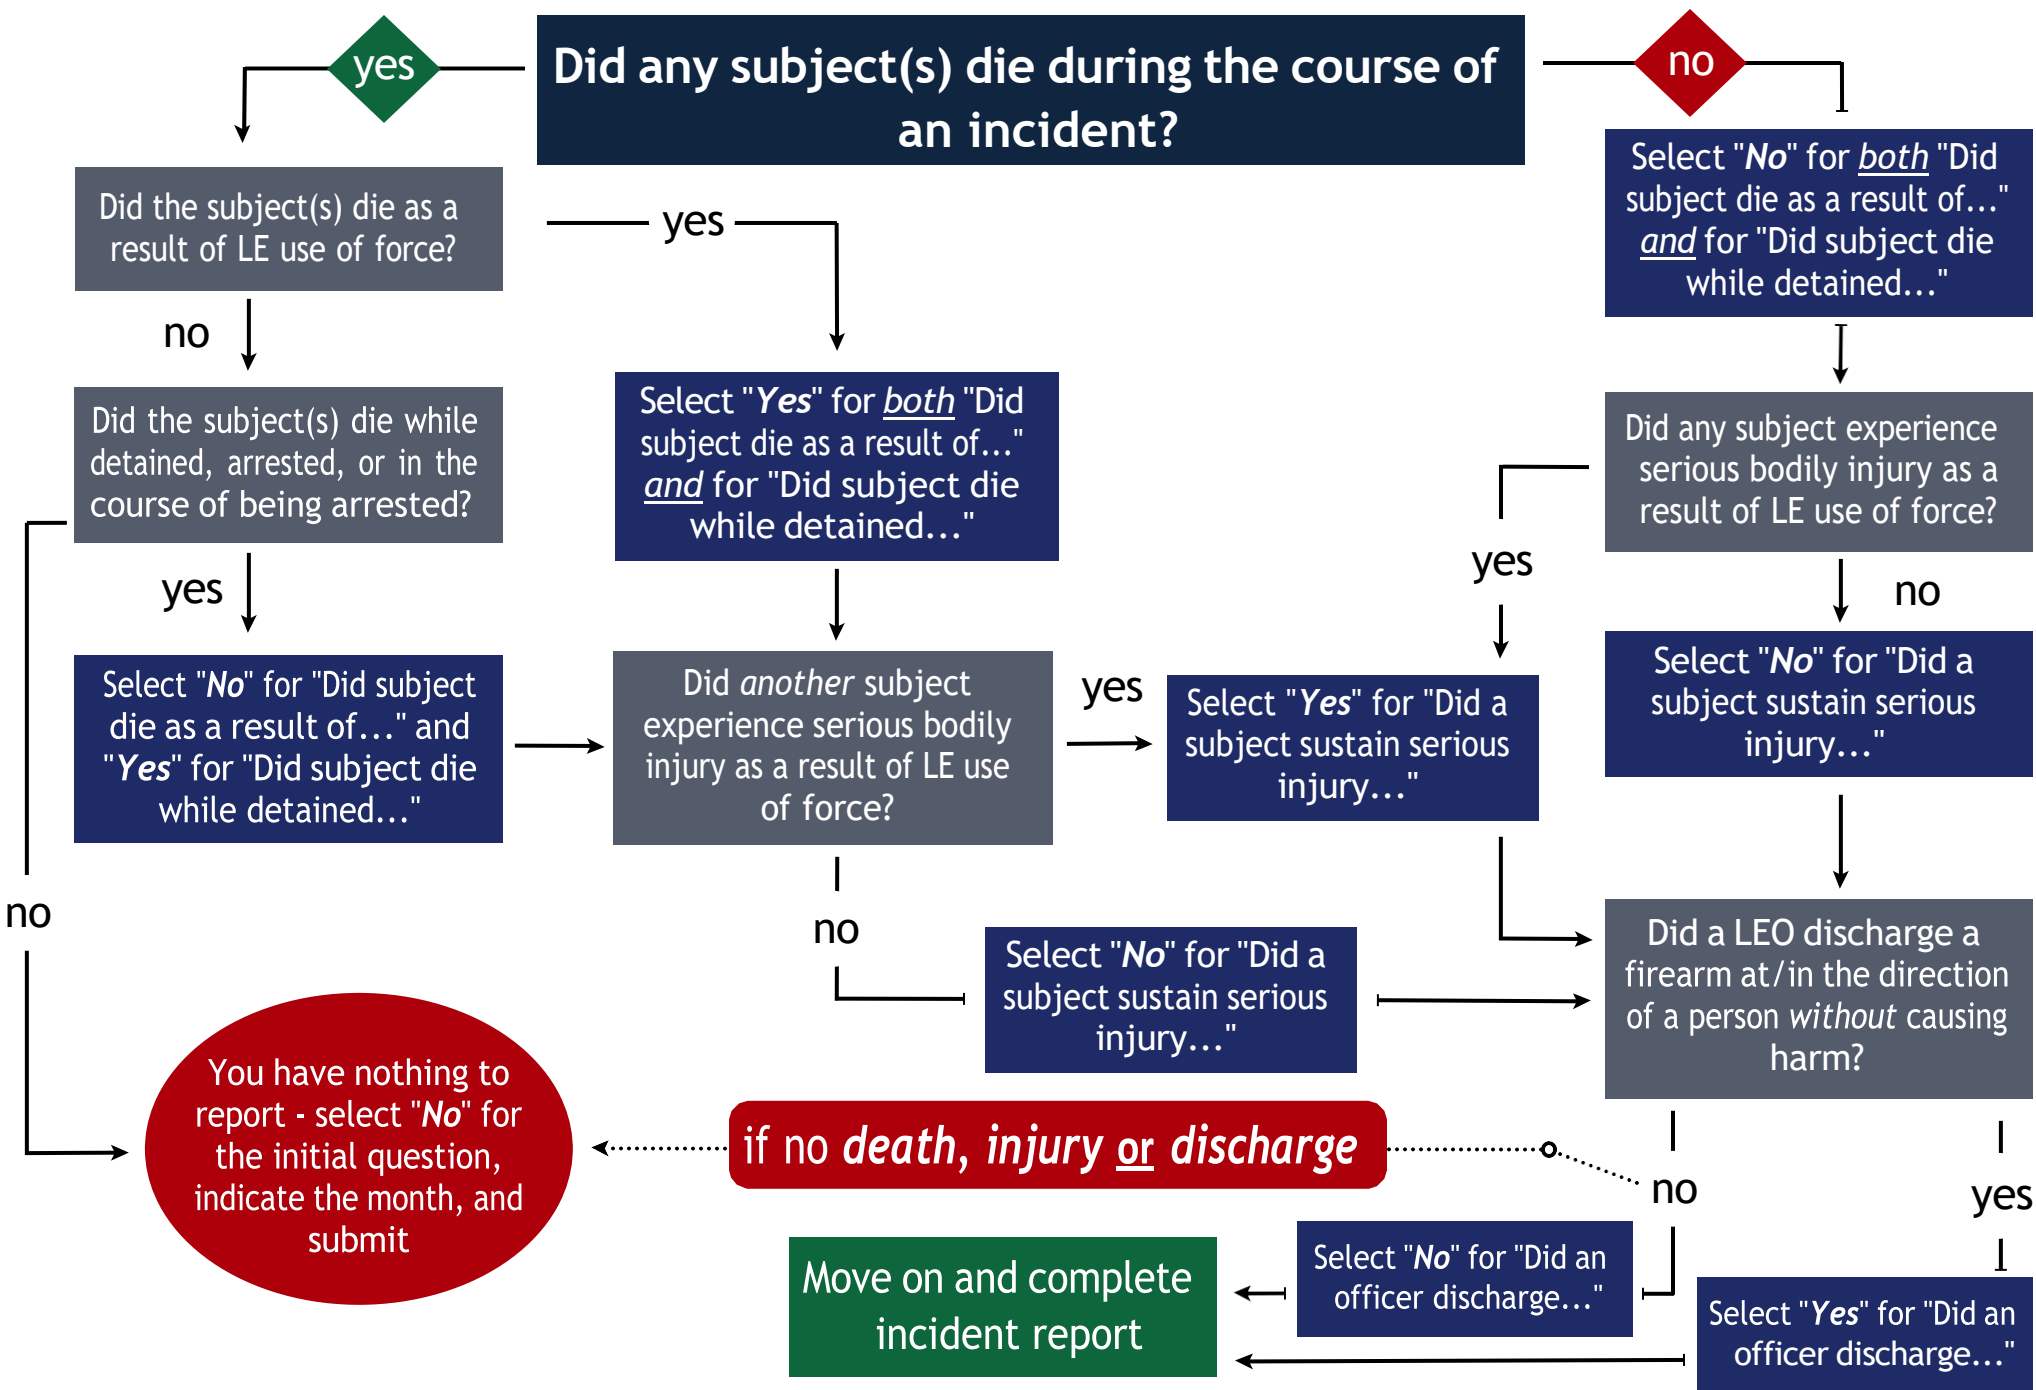 yes
Did any subject(s) die during the course of
an incident?
no
Did the subject(s) die as a
result of LE use of force?
yes
Select "No" for both "Did
subject die as a result of..."
and for "Did subject die
while detained..."
no
Did the subject(s) die while
detained, arrested, or in the
course of being arrested?
Select "Yes" for both "Did
subject die as a result of..."
and for "Did subject die
while detained..."
Did any subject experience
serious bodily injury as a
result of LE use of force?
yes
yes
no
Select "No" for "Did subject
die as a result of..." and
"Yes" for "Did subject die
while detained..."
Did another subject
experience serious bodily
injury as a result of LE use
of force?
yes
Select "Yes" for "Did a
subject sustain serious
injury..."
Select "No" for "Did a
subject sustain serious
injury..."
no
no
Select "No" for "Did a
subject sustain serious
injury..."
Did a LEO discharge a
firearm at/in the direction
of a person without causing
harm?
You have nothing to
report - select "No" for
the initial question,
indicate the month, and
submit
if no death, injury or discharge
no
yes
Move on and complete
incident report
Select "No" for "Did an
officer discharge..."
Select "Yes" for "Did an
officer discharge..."